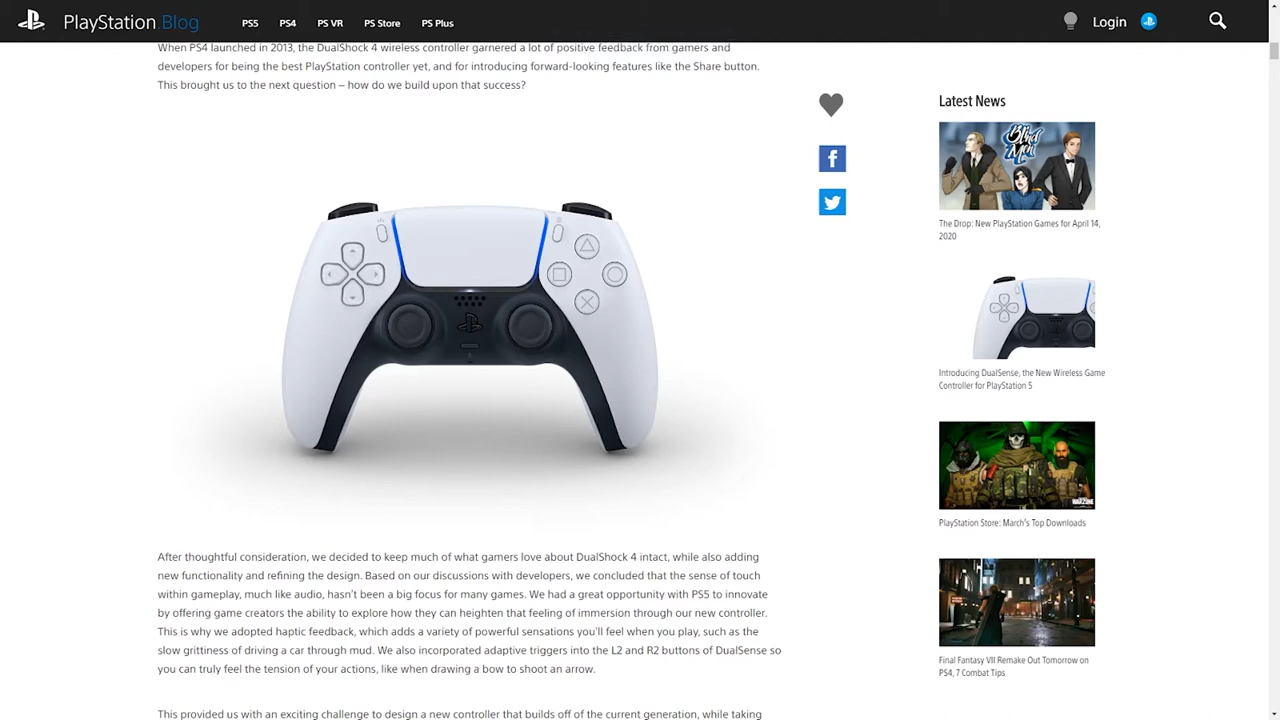 PlayStation.Blog
PS5 PS4 PS VR PS Store PS Plus
Login
When PS4 launched in 2013, the DualShock 4 wireless controller garnered a lot of positive feedback from gamers and
developers for being the best PlayStation controller yet, and for introducing forward-looking features like the Share button.
This brought us to the next question – how do we build upon that success?
After thoughtful consideration, we decided to keep much of what gamers love about DualShock 4 intact, while also adding
new functionality and refining the design. Based on our discussions with developers, we concluded that the sense of touch
within gameplay, much like audio, hasn't been a big focus for many games. We had a great opportunity with PS5 to innovate
by offering game creators the ability to explore how they can heighten that feeling of immersion through our new controller.
This is why we adopted haptic feedback, which adds a variety of powerful sensations you'll feel when you play, such as the
slow grittiness of driving a car through mud. We also incorporated adaptive triggers into the L2 and R2 buttons of DualSense so
you can truly feel the tension of your actions, like when drawing a bow to shoot an arrow.
This provided us with an exciting challenge to design a new controller that builds off of the current generation, while taking
Latest News
Blind Men
The Drop: New PlayStation Games for April 14,
2020
Introducing DualSense, the New Wireless Game
Controller for PlayStation 5
WARZONE
PlayStation Store: March's Top Downloads
Final Fantasy VII Remake Out Tomorrow on
PS4, 7 Combat Tips